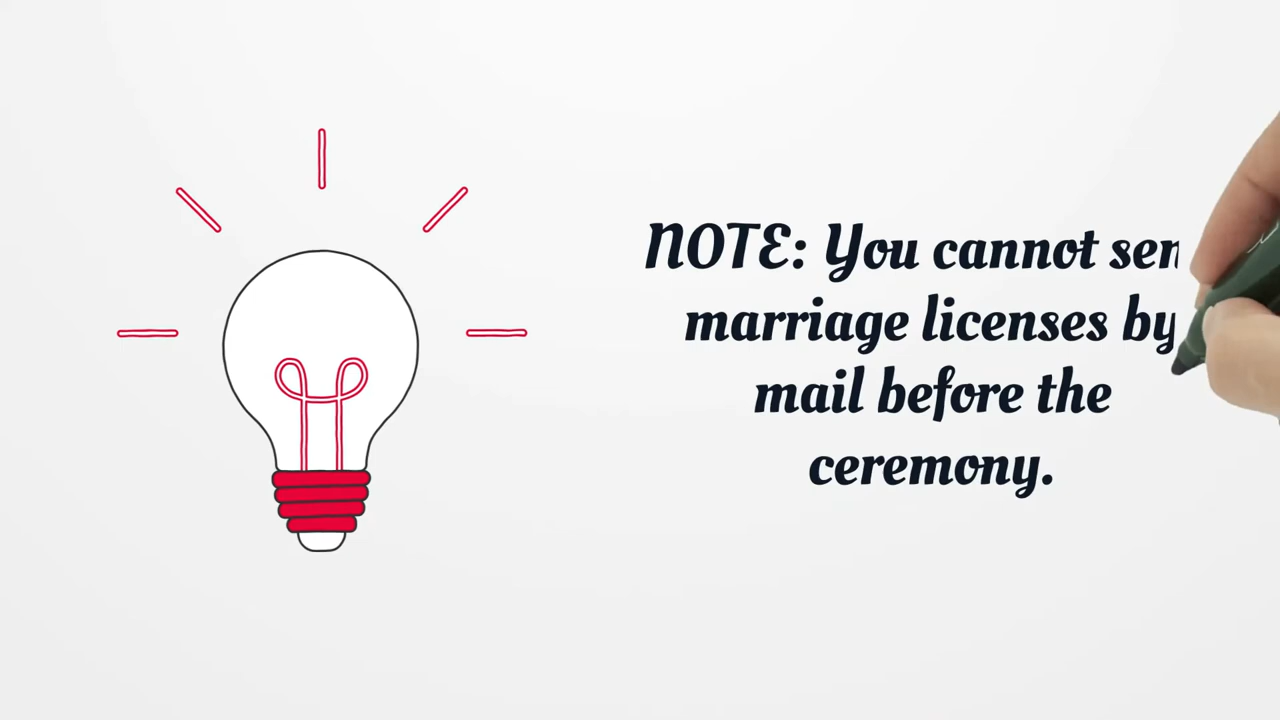 NOTE: You cannot sen
marriage licenses by
mail before the
ceremony.